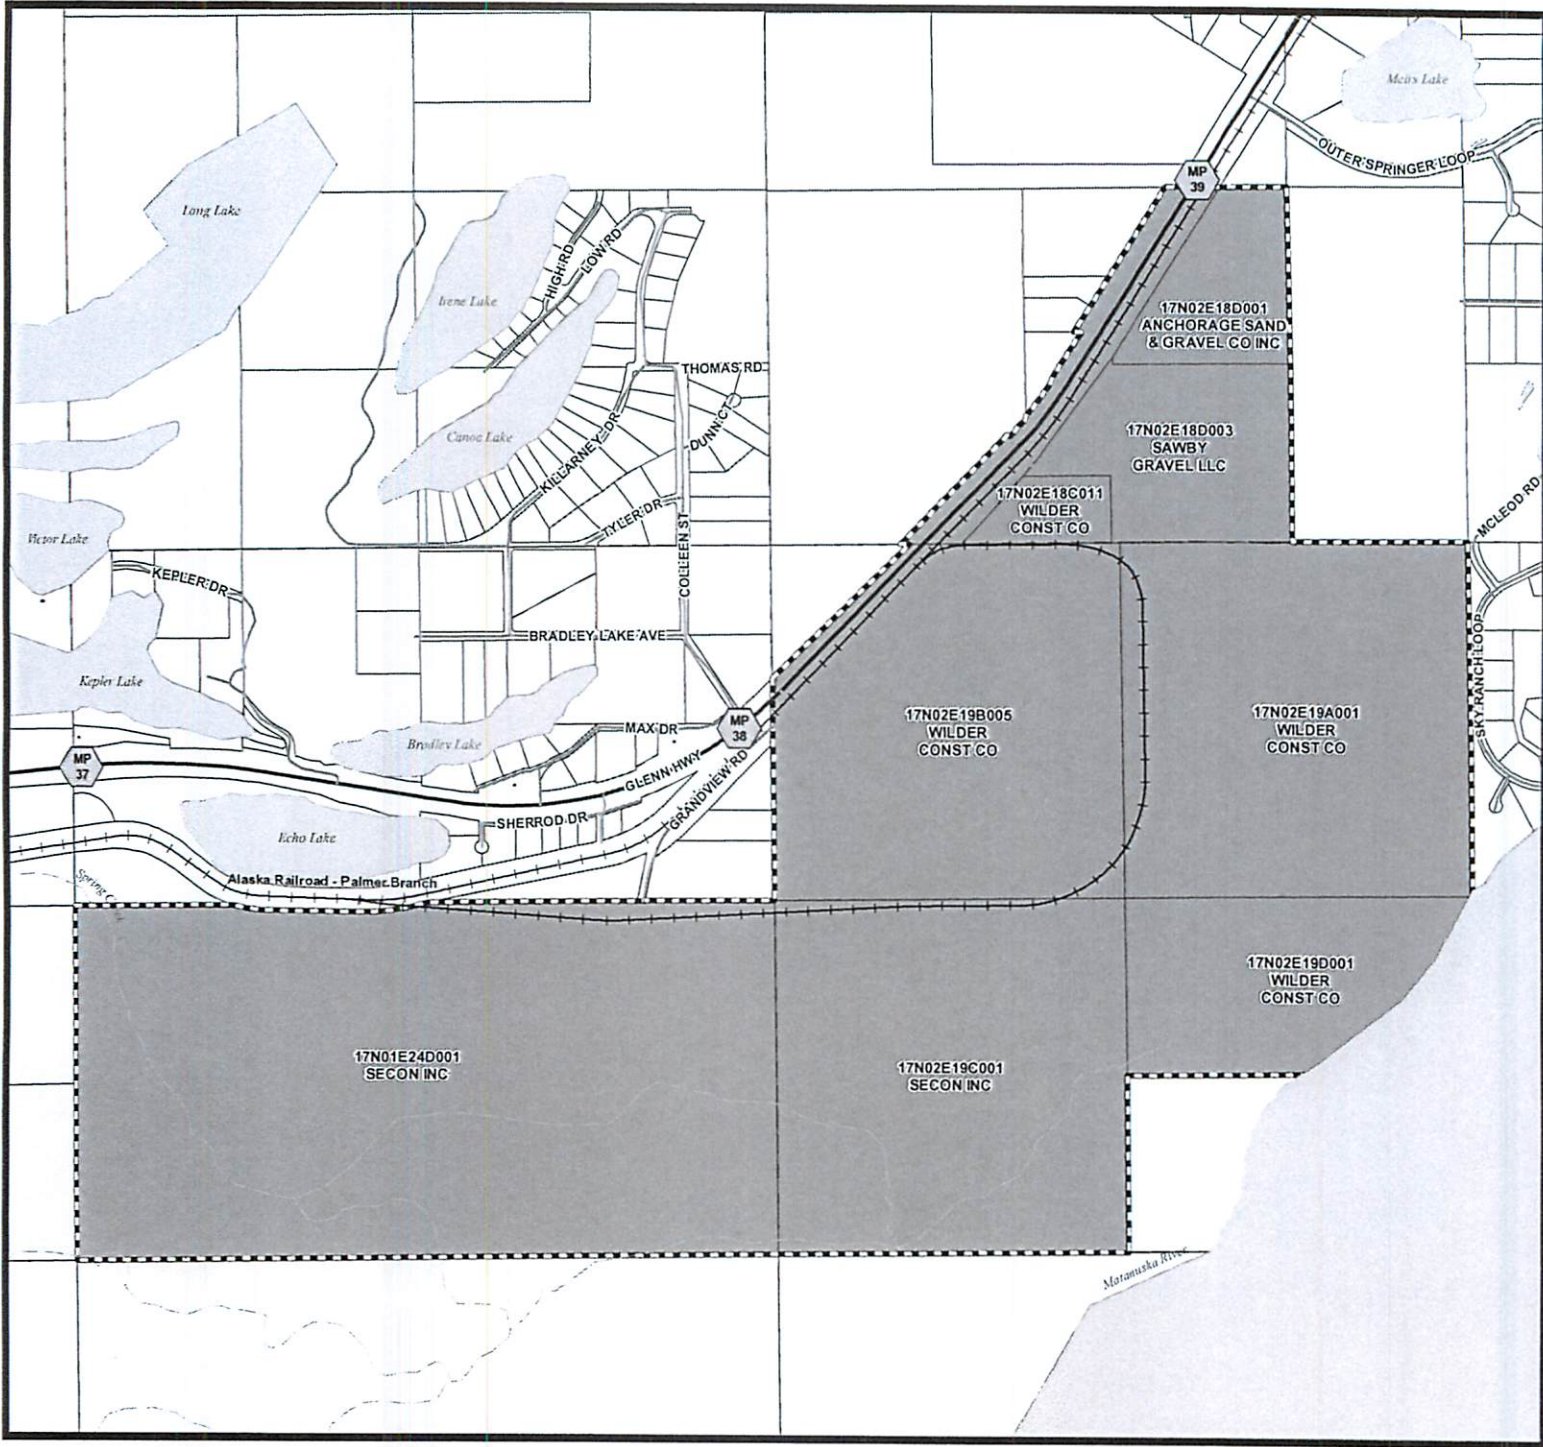 Meirs Lake
OUTER SPRINGER LOOP
MP
39
Long Lake
HIGH RD
LOW RD
Irene Lake
17N02E18D001
ANCHORAGE SAND
& GRAVEL CO INC
THOMAS RD
DUNN CT
Canoe Lake
KILLARNEY DR
17N02E18D003
SAWBY
GRAVEL LLC
17N02E18C011
WILDER
CONST CO
TYLER DR
MCLEOD RD
Victor Lake
COLLEEN ST
KEPLER DR
BRADLEY LAKE AVE
SKY RANCH LOOP
Kepler Lake
17N02E19B005
WILDER
CONST CO
17N02E19A001
WILDER
CONST CO
MAX DR
MP
38
Bradley Lake
MP
37
GLENN HWY
GRANDVIEW RD
SHERROD DR
Echo Lake
Alaska Railroad - Palmer Branch
Spring
17N02E19D001
WILDER
CONST CO
17N01E24D001
SECON INC
17N02E19C001
SECON INC
Matanuska River